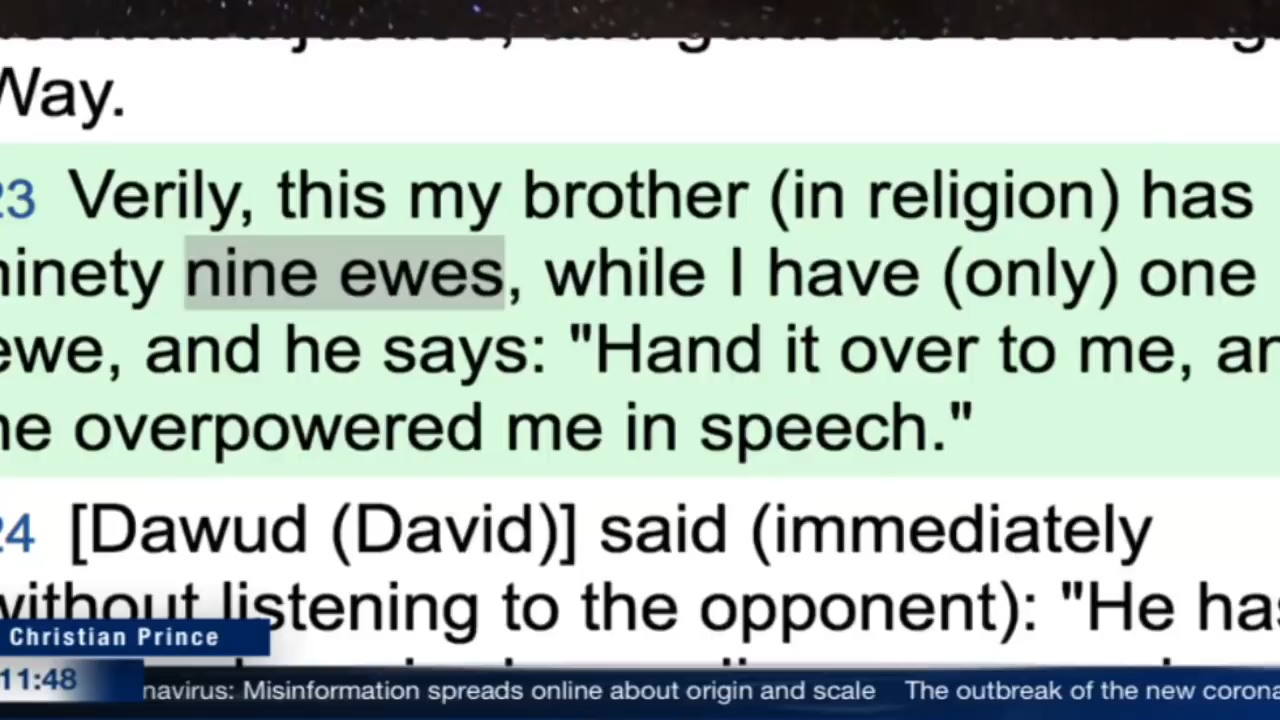 Way.
23 Verily, this my brother (in religion) has
ninety nine ewes, while I have (only) one
ewe, and he says: "Hand it over to me, an
he overpowered me in speech."
24 [Dawud (David)] said (immediately
without listening to the opponent): "He has
Christian Prince
11:48
navirus: Misinformation spreads online about origin and scale The outbreak of the new corona